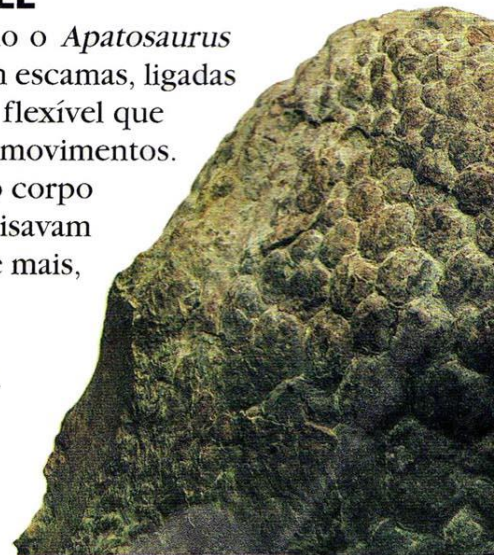 o o Apatosaurus
escamas, ligadas
flexível que
movimentos.
corpo
isavam
mais,